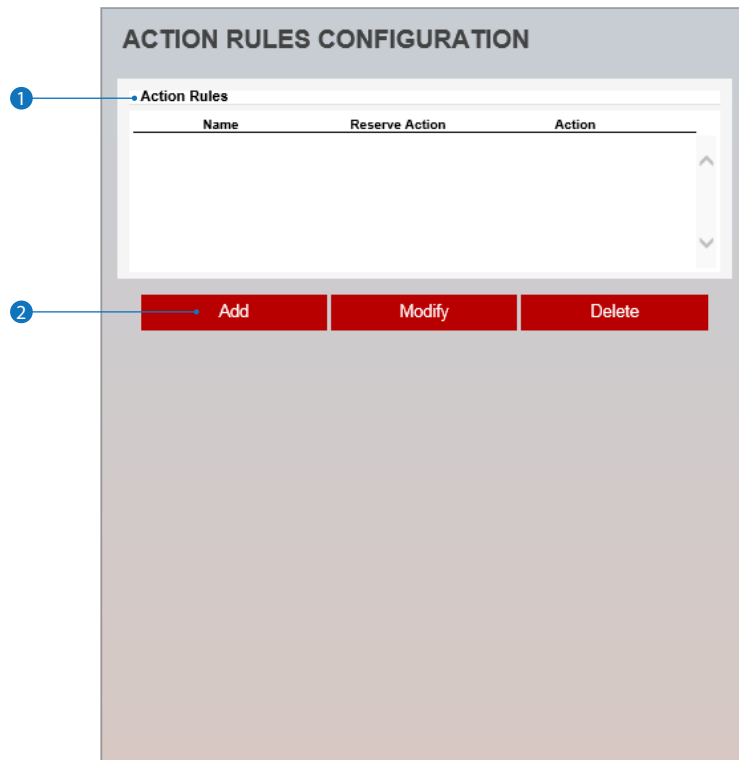 ACTION RULES CONFIGURATION
1 Action Rules
Name Reserve Action Action
2 Add Modify Delete